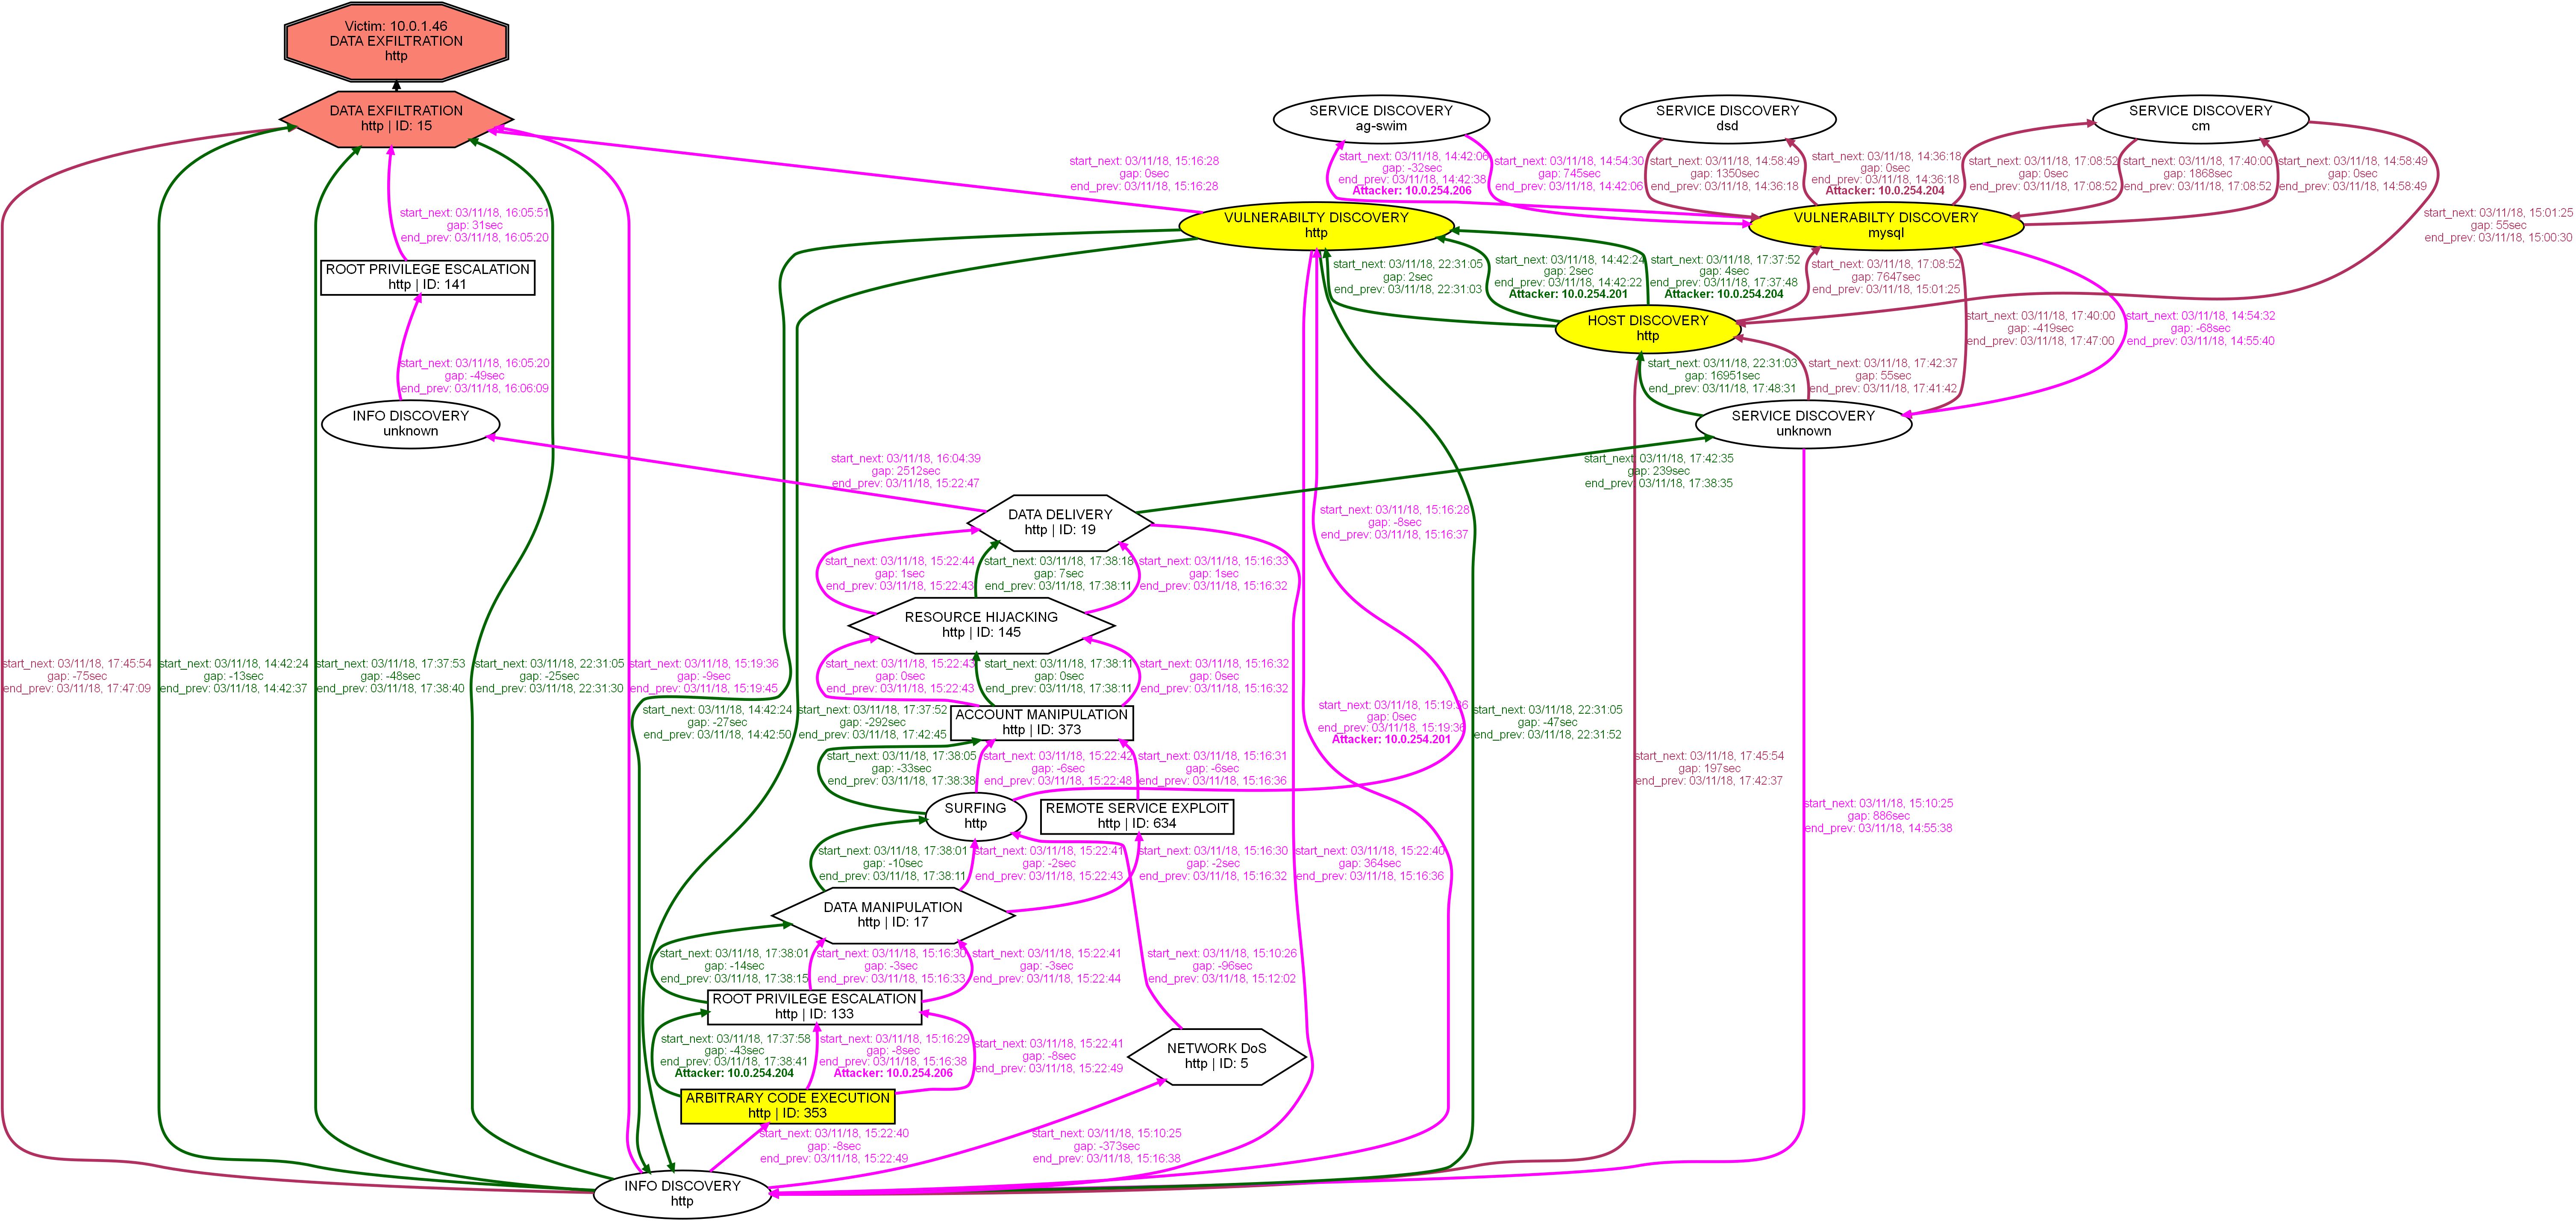 Victim: 10.0.1.46
DATA EXFILTRATION
http
DATA EXFILTRATION
http | ID: 15
SERVICE DISCOVERY
ag-swim
SERVICE DISCOVERY
dsd
SERVICE DISCOVERY
cm
start_next: 03/11/18, 15:16:28
gap: 0sec
end_prev: 03/11/18, 15:16:28
start_next: 03/11/18, 14:42:06
gap: -32sec
end_prev: 03/11/18, 14:42:38
Attacker: 10.0.254.206
start_next: 03/11/18, 14:54:30
gap: 745sec
end_prev: 03/11/18, 14:42:06
start_next: 03/11/18, 14:58:49
gap: 1350sec
end_prev: 03/11/18, 14:36:18
start_next: 03/11/18, 14:36:18
gap: 0sec
end_prev: 03/11/18, 14:36:18
Attacker: 10.0.254.204
start_next: 03/11/18, 17:08:52
gap: 0sec
end_prev: 03/11/18, 17:08:52
start_next: 03/11/18, 17:40:00
gap: 1868sec
end_prev: 03/11/18, 17:08:52
start_next: 03/11/18, 14:58:49
gap: 0sec
end_prev: 03/11/18, 14:58:49
start_next: 03/11/18, 16:05:51
gap: 31sec
end_prev: 03/11/18, 16:05:20
VULNERABILTY DISCOVERY
http
VULNERABILTY DISCOVERY
mysql
start_next: 03/11/18, 15:01:25
gap: 55sec
end_prev: 03/11/18, 15:00:30
ROOT PRIVILEGE ESCALATION
http | ID: 141
start_next: 03/11/18, 22:31:05
gap: 2sec
end_prev: 03/11/18, 22:31:03
start_next: 03/11/18, 14:42:24
gap: 2sec
end_prev: 03/11/18, 14:42:22
Attacker: 10.0.254.201
start_next: 03/11/18, 17:37:52
gap: 4sec
end_prev: 03/11/18, 17:37:48
Attacker: 10.0.254.204
start_next: 03/11/18, 17:08:52
gap: 7647sec
end_prev: 03/11/18, 15:01:25
HOST DISCOVERY
http
start_next: 03/11/18, 17:40:00
gap: -419sec
end_prev: 03/11/18, 17:47:00
start_next: 03/11/18, 14:54:32
gap: -68sec
end_prev: 03/11/18, 14:55:40
start_next: 03/11/18, 16:05:20
gap: -49sec
end_prev: 03/11/18, 16:06:09
start_next: 03/11/18, 22:31:03
gap: 16951sec
end_prev: 03/11/18, 17:48:31
start_next: 03/11/18, 17:42:37
gap: 55sec
end_prev: 03/11/18, 17:41:42
INFO DISCOVERY
unknown
SERVICE DISCOVERY
unknown
start_next: 03/11/18, 16:04:39
gap: 2512sec
end_prev: 03/11/18, 15:22:47
start_next: 03/11/18, 17:42:35
gap: 239sec
end_prev: 03/11/18, 17:38:35
DATA DELIVERY
http | ID: 19
start_next: 03/11/18, 15:16:28
gap: -8sec
end_prev: 03/11/18, 15:16:37
start_next: 03/11/18, 15:22:44
gap: 1sec
end_prev: 03/11/18, 15:22:43
start_next: 03/11/18, 17:38:18
gap: 7sec
end_prev: 03/11/18, 17:38:11
start_next: 03/11/18, 15:16:33
gap: 1sec
end_prev: 03/11/18, 15:16:32
RESOURCE HIJACKING
http | ID: 145
start_next: 03/11/18, 17:45:54
gap: -75sec
end_prev: 03/11/18, 17:47:09
start_next: 03/11/18, 14:42:24
gap: -13sec
end_prev: 03/11/18, 14:42:37
start_next: 03/11/18, 17:37:53
gap: -48sec
end_prev: 03/11/18, 17:38:40
start_next: 03/11/18, 22:31:05
gap: -25sec
end_prev: 03/11/18, 22:31:30
start_next: 03/11/18, 15:19:36
gap: -9sec
end_prev: 03/11/18, 15:19:45
start_next: 03/11/18, 15:22:43
gap: 0sec
end_prev: 03/11/18, 15:22:43
start_next: 03/11/18, 17:38:11
gap: 0sec
end_prev: 03/11/18, 17:38:11
start_next: 03/11/18, 15:16:32
gap: 0sec
end_prev: 03/11/18, 15:16:32
start_next: 03/11/18, 14:42:24
gap: -27sec
end_prev: 03/11/18, 14:42:50
start_next: 03/11/18, 17:37:52
gap: -292sec
end_prev: 03/11/18, 17:42:45
ACCOUNT MANIPULATION
http | ID: 373
start_next: 03/11/18, 15:19:36
gap: 0sec
end_prev: 03/11/18, 15:19:36
Attacker: 10.0.254.201
start_next: 03/11/18, 22:31:05
gap: -47sec
end_prev: 03/11/18, 22:31:52
start_next: 03/11/18, 17:38:05
gap: -33sec
end_prev: 03/11/18, 17:38:38
start_next: 03/11/18, 15:22:42
gap: -6sec
end_prev: 03/11/18, 15:22:48
start_next: 03/11/18, 15:16:31
gap: -6sec
end_prev: 03/11/18, 15:16:36
start_next: 03/11/18, 17:45:54
gap: 197sec
end_prev: 03/11/18, 17:42:37
SURFING
http
REMOTE SERVICE EXPLOIT
http | ID: 634
start_next: 03/11/18, 15:10:25
gap: 886sec
end_prev: 03/11/18, 14:55:38
start_next: 03/11/18, 17:38:01
gap: -10sec
end_prev: 03/11/18, 17:38:11
start_next: 03/11/18, 15:22:41
gap: -2sec
end_prev: 03/11/18, 15:22:43
start_next: 03/11/18, 15:16:30
gap: -2sec
end_prev: 03/11/18, 15:16:32
start_next: 03/11/18, 15:22:40
gap: 364sec
end_prev: 03/11/18, 15:16:36
DATA MANIPULATION
http | ID: 17
start_next: 03/11/18, 17:38:01
gap: -14sec
end_prev: 03/11/18, 17:38:15
start_next: 03/11/18, 15:16:30
gap: -3sec
end_prev: 03/11/18, 15:16:33
start_next: 03/11/18, 15:22:41
gap: -3sec
end_prev: 03/11/18, 15:22:44
start_next: 03/11/18, 15:10:26
gap: -96sec
end_prev: 03/11/18, 15:12:02
ROOT PRIVILEGE ESCALATION
http | ID: 133
start_next: 03/11/18, 17:37:58
gap: -43sec
end_prev: 03/11/18, 17:38:41
Attacker: 10.0.254.204
start_next: 03/11/18, 15:16:29
gap: -8sec
end_prev: 03/11/18, 15:16:38
Attacker: 10.0.254.206
start_next: 03/11/18, 15:22:41
gap: -8sec
end_prev: 03/11/18, 15:22:49
NETWORK DoS
http | ID: 5
ARBITRARY CODE EXECUTION
http | ID: 353
start_next: 03/11/18, 15:22:40
gap: -8sec
end_prev: 03/11/18, 15:22:49
start_next: 03/11/18, 15:10:25
gap: -373sec
end_prev: 03/11/18, 15:16:38
INFO DISCOVERY
http